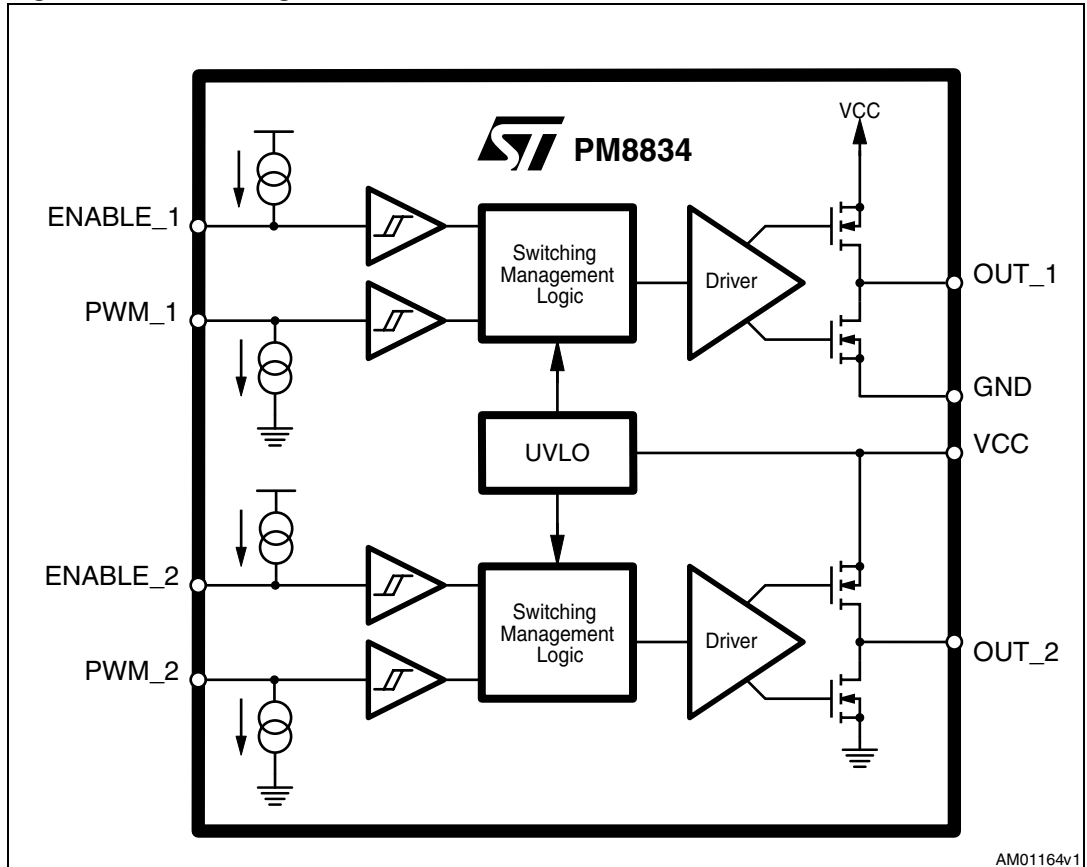 VCC
ST PM8834
ENABLE_1
Switching
Management
Logic
Driver
OUT_1
PWM_1
GND
UVLO
VCC
ENABLE_2
Switching
Management
Logic
Driver
OUT_2
PWM_2
AM01164v1